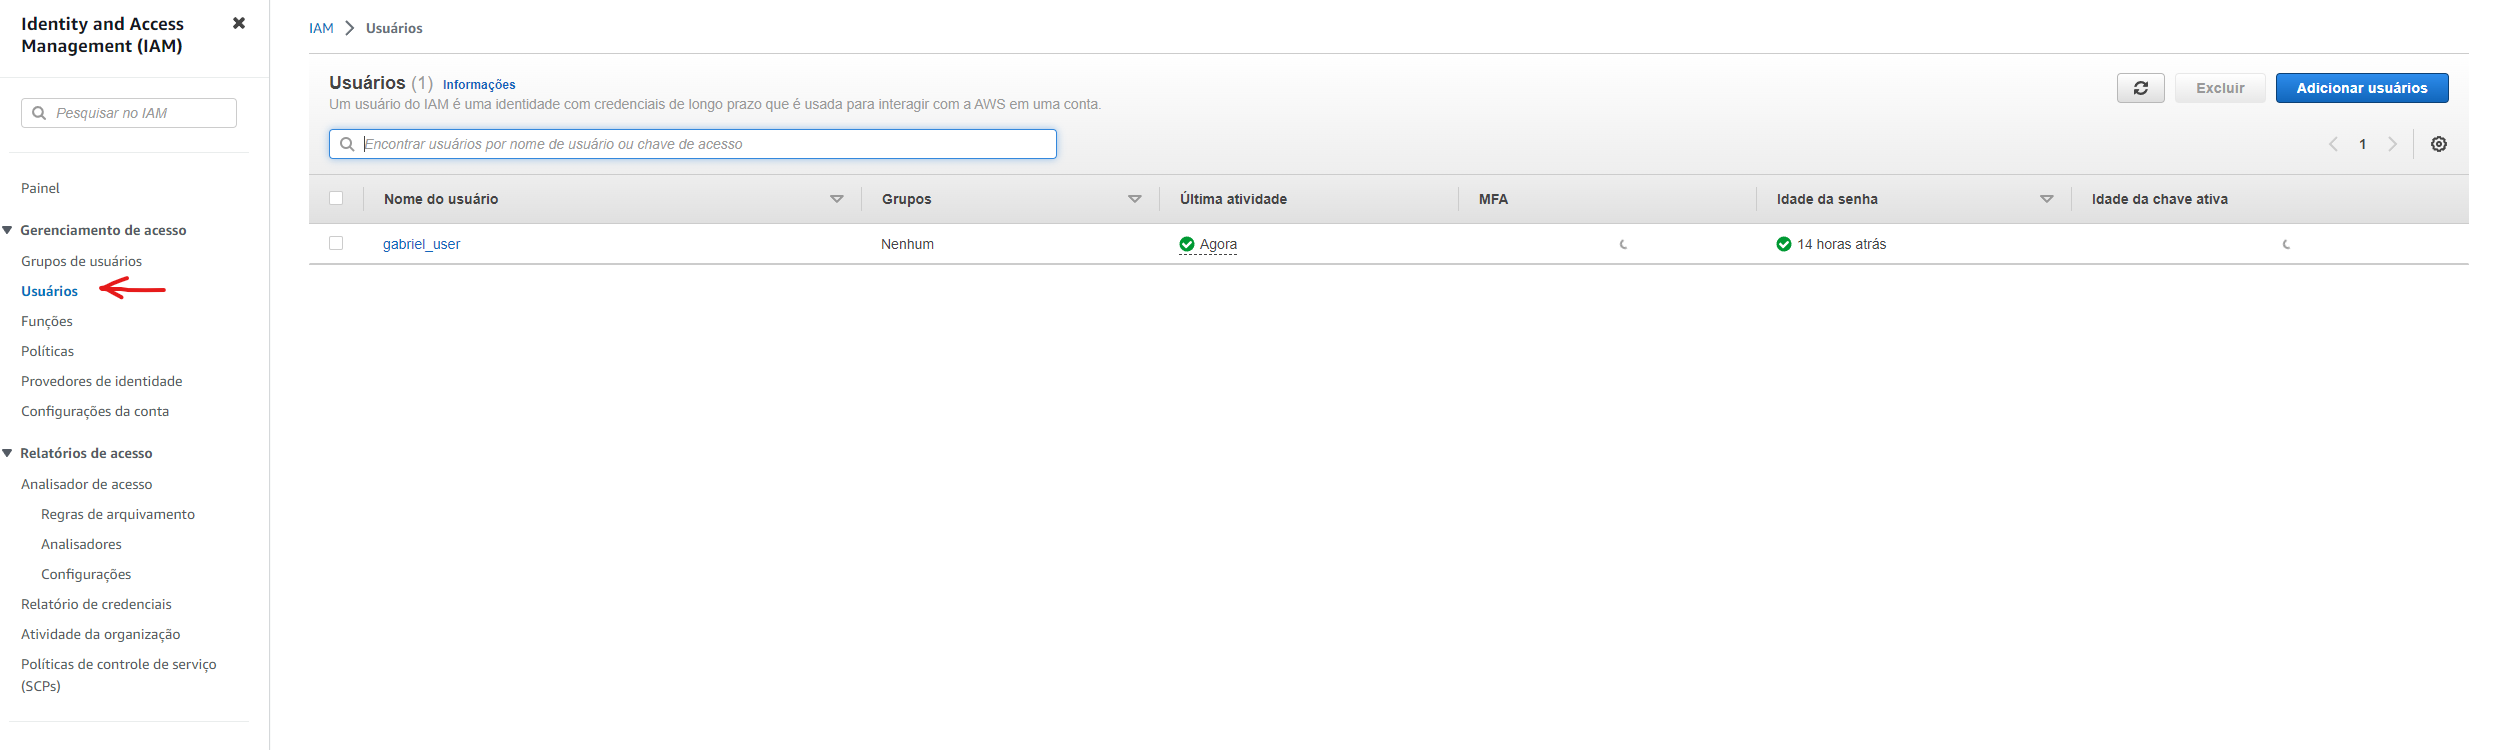 Identity and Access
Management (IAM)
Pesquisar no IAM
Painel
Gerenciamento de acesso
Grupos de usuários
Usuários
Funções
Políticas
Provedores de identidade
Configurações da conta
Relatórios de acesso
Analisador de acesso
Regras de arquivamento
Analisadores
Configurações
Relatório de credenciais
Atividade da organização
Políticas de controle de serviço
(SCPs)
IAM > Usuários
Usuários (1) Informações
Um usuário do IAM é uma identidade com credenciais de longo prazo que é usada para interagir com a AWS em uma conta.
Excluir
Adicionar usuários
Encontrar usuários por nome de usuário ou chave de acesso
1
Nome do usuário Grupos Última atividade MFA Idade da senha Idade da chave ativa
gabriel_user Nenhum Agora 14 horas atrás